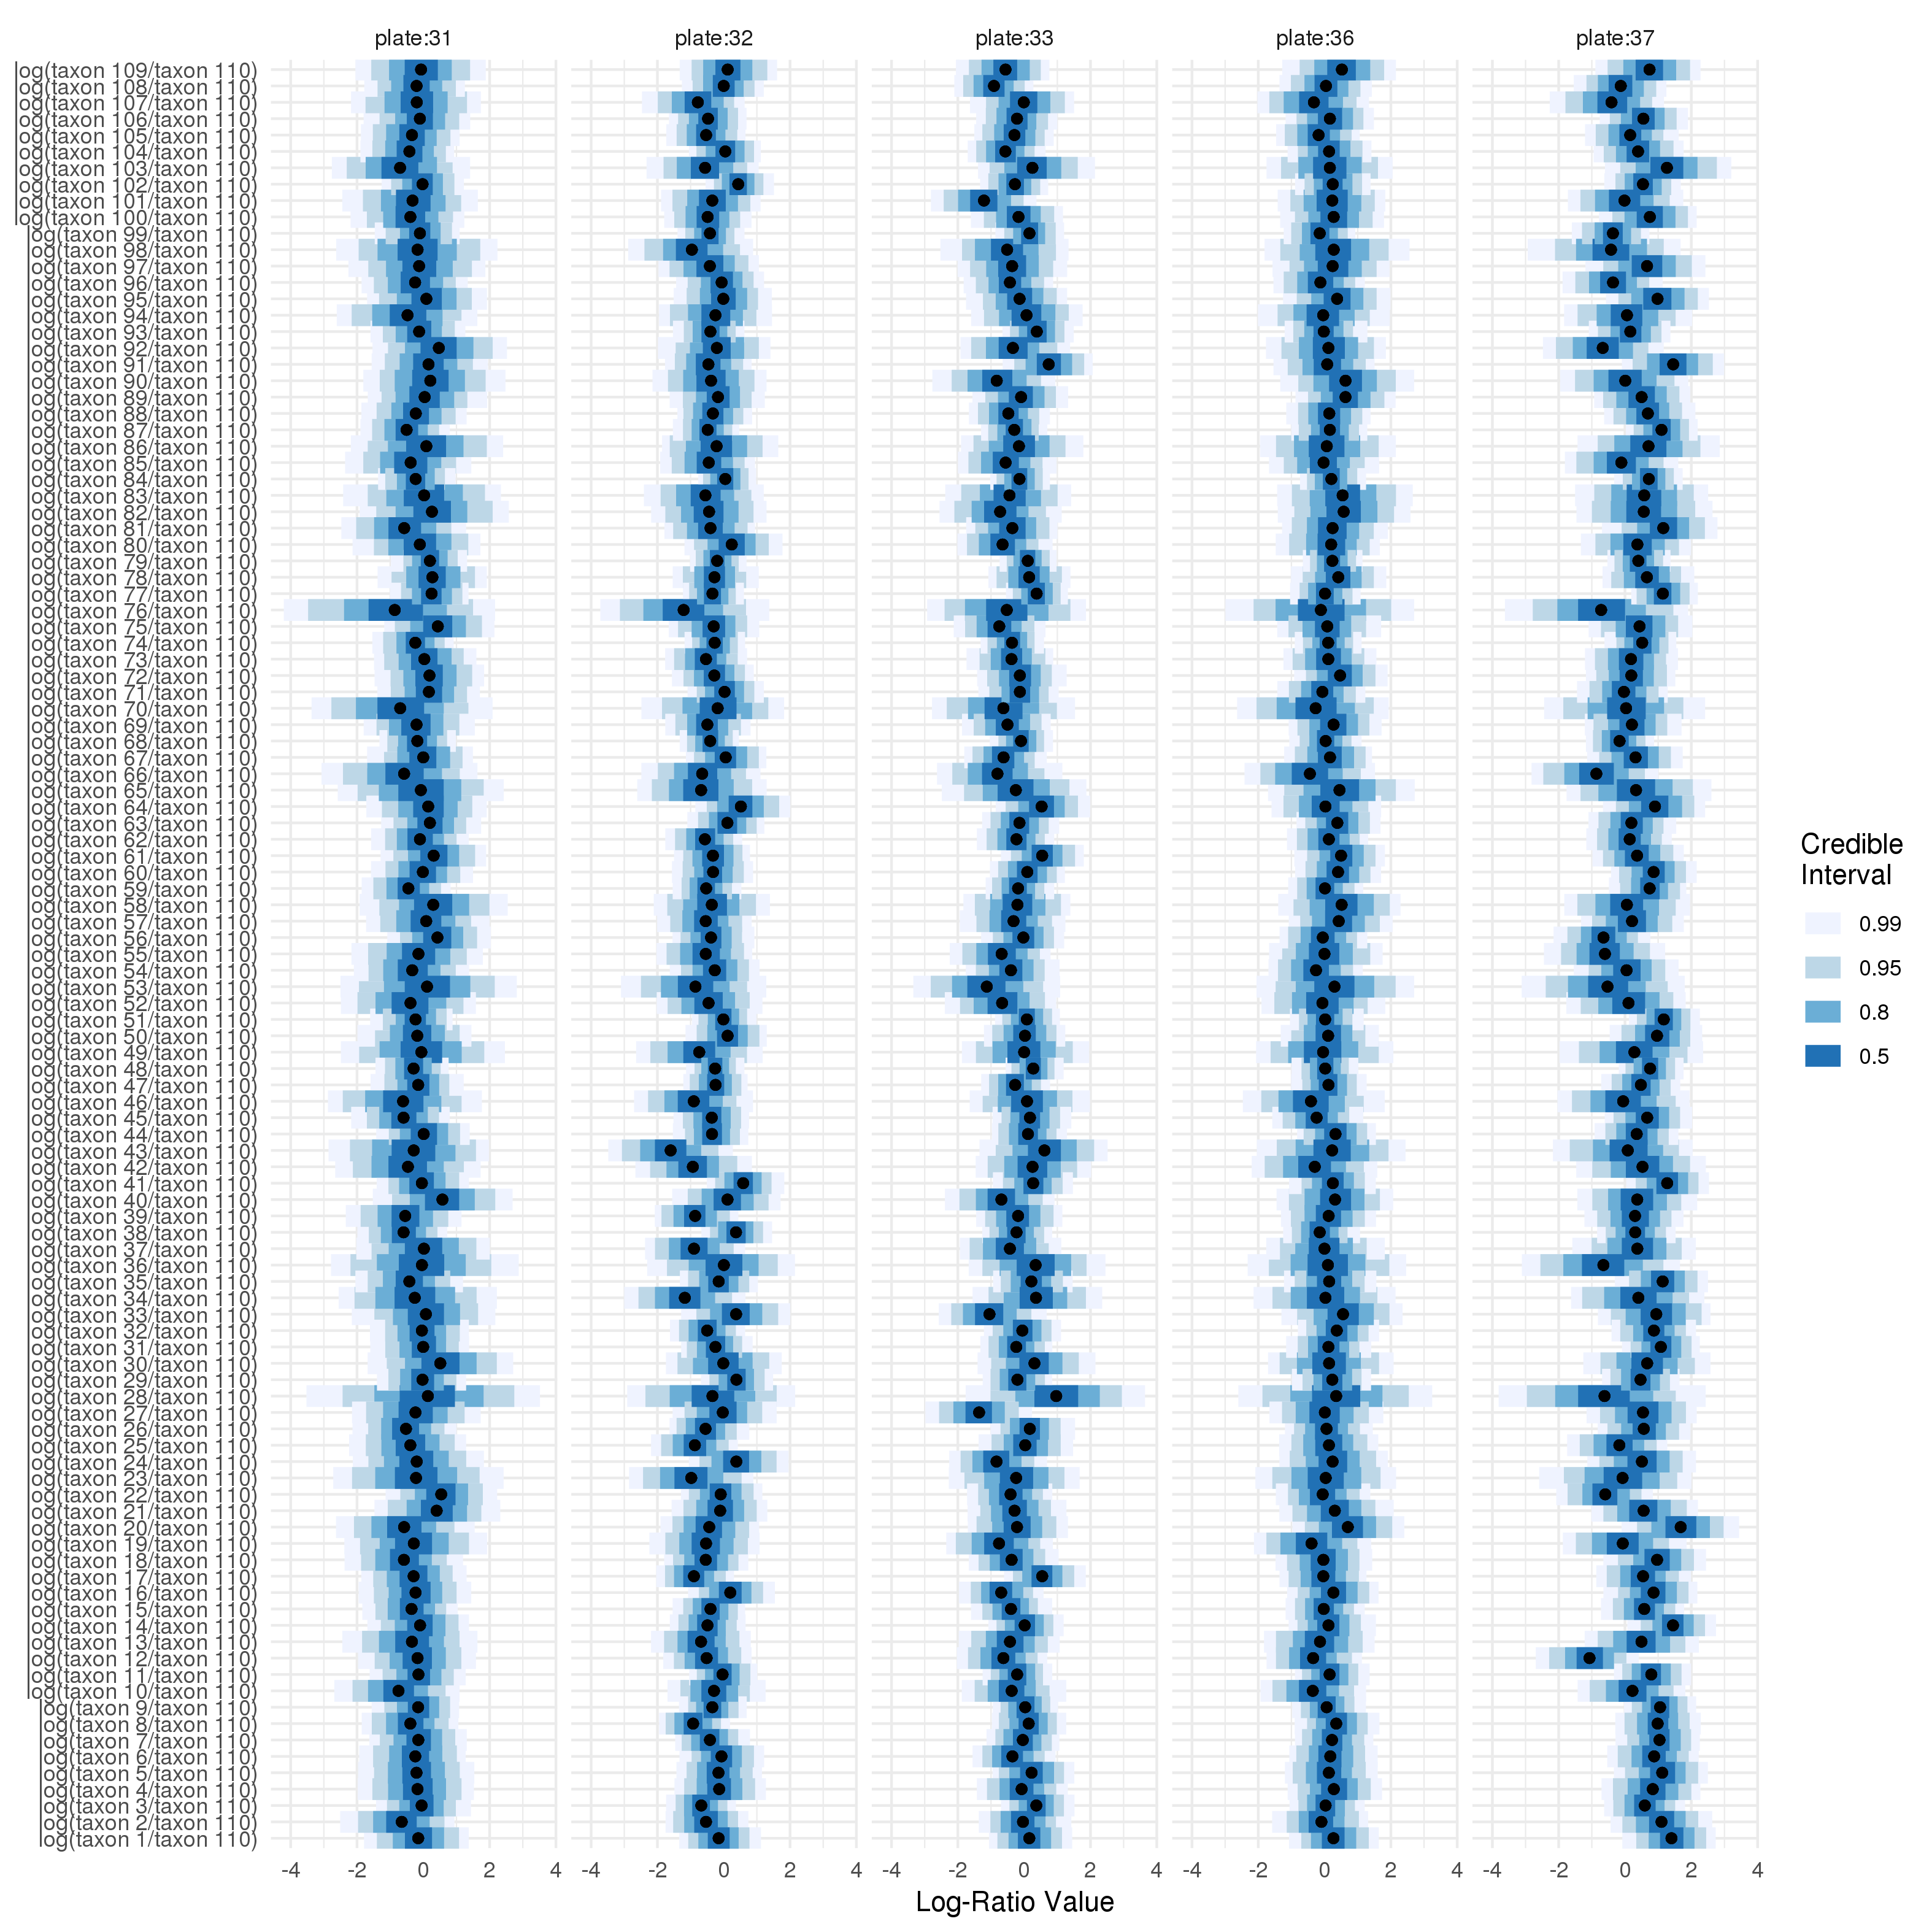 plate:31 plate:32 plate:33 plate:36 plate:37
log(taxon 109/taxon 110)
log(taxon 108/taxon 110)
log(taxon 107/taxon 110)
log(taxon 106/taxon 110)
log(taxon 105/taxon 110)
log(taxon 104/taxon 110)
log(taxon 103/taxon 110)
log(taxon 102/taxon 110)
log(taxon 101/taxon 110)
log(taxon 100/taxon 110)
log(taxon 99/taxon 110)
log(taxon 98/taxon 110)
log(taxon 97/taxon 110)
log(taxon 96/taxon 110)
log(taxon 95/taxon 110)
log(taxon 94/taxon 110)
log(taxon 93/taxon 110)
log(taxon 92/taxon 110)
log(taxon 91/taxon 110)
log(taxon 90/taxon 110)
log(taxon 89/taxon 110)
log(taxon 88/taxon 110)
log(taxon 87/taxon 110)
log(taxon 86/taxon 110)
log(taxon 85/taxon 110)
log(taxon 84/taxon 110)
log(taxon 83/taxon 110)
log(taxon 82/taxon 110)
log(taxon 81/taxon 110)
log(taxon 80/taxon 110)
log(taxon 79/taxon 110)
log(taxon 78/taxon 110)
log(taxon 77/taxon 110)
log(taxon 76/taxon 110)
log(taxon 75/taxon 110)
log(taxon 74/taxon 110)
log(taxon 73/taxon 110)
log(taxon 72/taxon 110)
log(taxon 71/taxon 110)
log(taxon 70/taxon 110)
log(taxon 69/taxon 110)
log(taxon 68/taxon 110)
log(taxon 67/taxon 110)
log(taxon 66/taxon 110)
log(taxon 65/taxon 110)
log(taxon 64/taxon 110)
log(taxon 63/taxon 110)
log(taxon 62/taxon 110)
log(taxon 61/taxon 110)
log(taxon 60/taxon 110)
log(taxon 59/taxon 110)
log(taxon 58/taxon 110)
log(taxon 57/taxon 110)
log(taxon 56/taxon 110)
log(taxon 55/taxon 110)
log(taxon 54/taxon 110)
log(taxon 53/taxon 110)
log(taxon 52/taxon 110)
log(taxon 51/taxon 110)
log(taxon 50/taxon 110)
log(taxon 49/taxon 110)
log(taxon 48/taxon 110)
log(taxon 47/taxon 110)
log(taxon 46/taxon 110)
log(taxon 45/taxon 110)
log(taxon 44/taxon 110)
log(taxon 43/taxon 110)
log(taxon 42/taxon 110)
log(taxon 41/taxon 110)
log(taxon 40/taxon 110)
log(taxon 39/taxon 110)
log(taxon 38/taxon 110)
log(taxon 37/taxon 110)
log(taxon 36/taxon 110)
log(taxon 35/taxon 110)
log(taxon 34/taxon 110)
log(taxon 33/taxon 110)
log(taxon 32/taxon 110)
log(taxon 31/taxon 110)
log(taxon 30/taxon 110)
log(taxon 29/taxon 110)
log(taxon 28/taxon 110)
log(taxon 27/taxon 110)
log(taxon 26/taxon 110)
log(taxon 25/taxon 110)
log(taxon 24/taxon 110)
log(taxon 23/taxon 110)
log(taxon 22/taxon 110)
log(taxon 21/taxon 110)
log(taxon 20/taxon 110)
log(taxon 19/taxon 110)
log(taxon 18/taxon 110)
log(taxon 17/taxon 110)
log(taxon 16/taxon 110)
log(taxon 15/taxon 110)
log(taxon 14/taxon 110)
log(taxon 13/taxon 110)
log(taxon 12/taxon 110)
log(taxon 11/taxon 110)
log(taxon 10/taxon 110)
log(taxon 9/taxon 110)
log(taxon 8/taxon 110)
log(taxon 7/taxon 110)
log(taxon 6/taxon 110)
log(taxon 5/taxon 110)
log(taxon 4/taxon 110)
log(taxon 3/taxon 110)
log(taxon 2/taxon 110)
log(taxon 1/taxon 110)
-4 -2 0 2 4 -4 -2 0 2 4 -4 -2 0 2 4 -4 -2 0 2 4 -4 -2 0 2 4
Log-Ratio Value
Credible
Interval
0.99
0.95
0.8
0.5